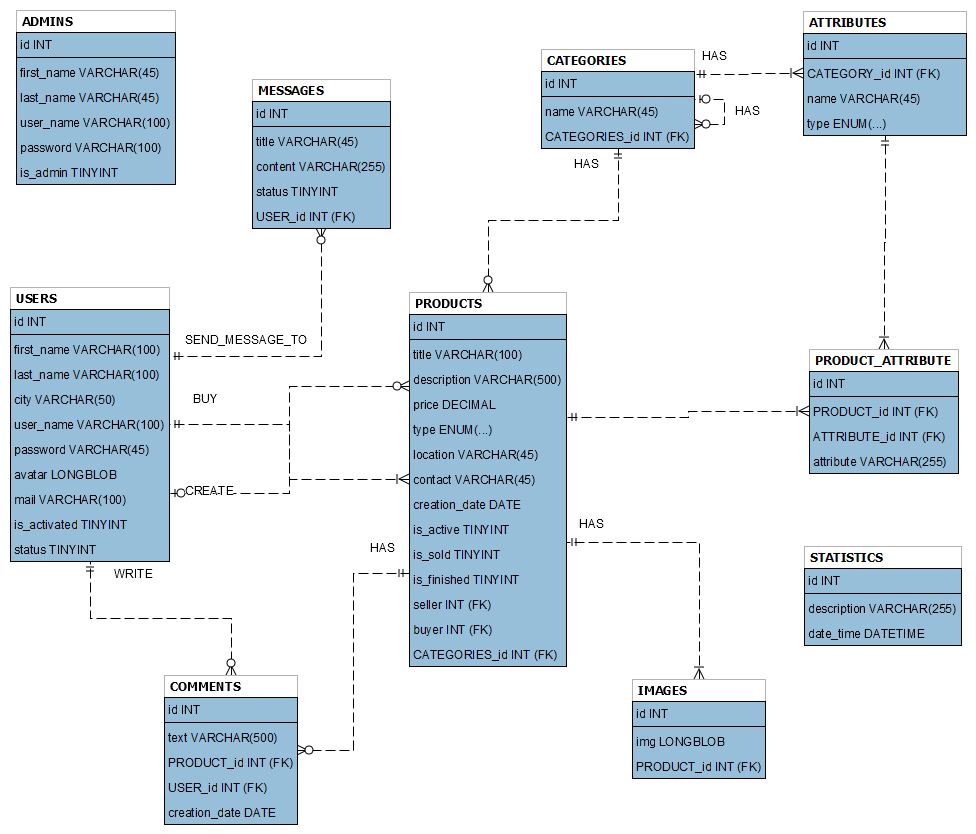 ADMINS
id INT
first_name VARCHAR(45)
last_name VARCHAR(45)
user_name VARCHAR(100)
password VARCHAR(100)
is_admin TINYINT
MESSAGES
id INT
title VARCHAR(45)
content VARCHAR(255)
status TINYINT
USER_id INT (FK)
CATEGORIES
id INT
name VARCHAR(45)
CATEGORIES_id INT (FK)
HAS
HAS
HAS
ATTRIBUTES
id INT
CATEGORY_id INT (FK)
name VARCHAR(45)
type ENUM(...)
USERS
id INT
first_name VARCHAR(100)
last_name VARCHAR(100)
city VARCHAR(50)
user_name VARCHAR(100)
password VARCHAR(45)
avatar LONGBLOB
mail VARCHAR(100)
is_activated TINYINT
status TINYINT
SEND_MESSAGE_TO
BUY
CREATE
WRITE
HAS
PRODUCTS
id INT
title VARCHAR(100)
description VARCHAR(500)
price DECIMAL
type ENUM(...)
location VARCHAR(45)
contact VARCHAR(45)
creation_date DATE
is_active TINYINT
is_sold TINYINT
is_finished TINYINT
seller INT (FK)
buyer INT (FK)
CATEGORIES_id INT (FK)
HAS
PRODUCT_ATTRIBUTE
id INT
PRODUCT_id INT (FK)
ATTRIBUTE_id INT (FK)
attribute VARCHAR(255)
STATISTICS
id INT
description VARCHAR(255)
date_time DATETIME
COMMENTS
id INT
text VARCHAR(500)
PRODUCT_id INT (FK)
USER_id INT (FK)
creation_date DATE
IMAGES
id INT
img LONGBLOB
PRODUCT_id INT (FK)